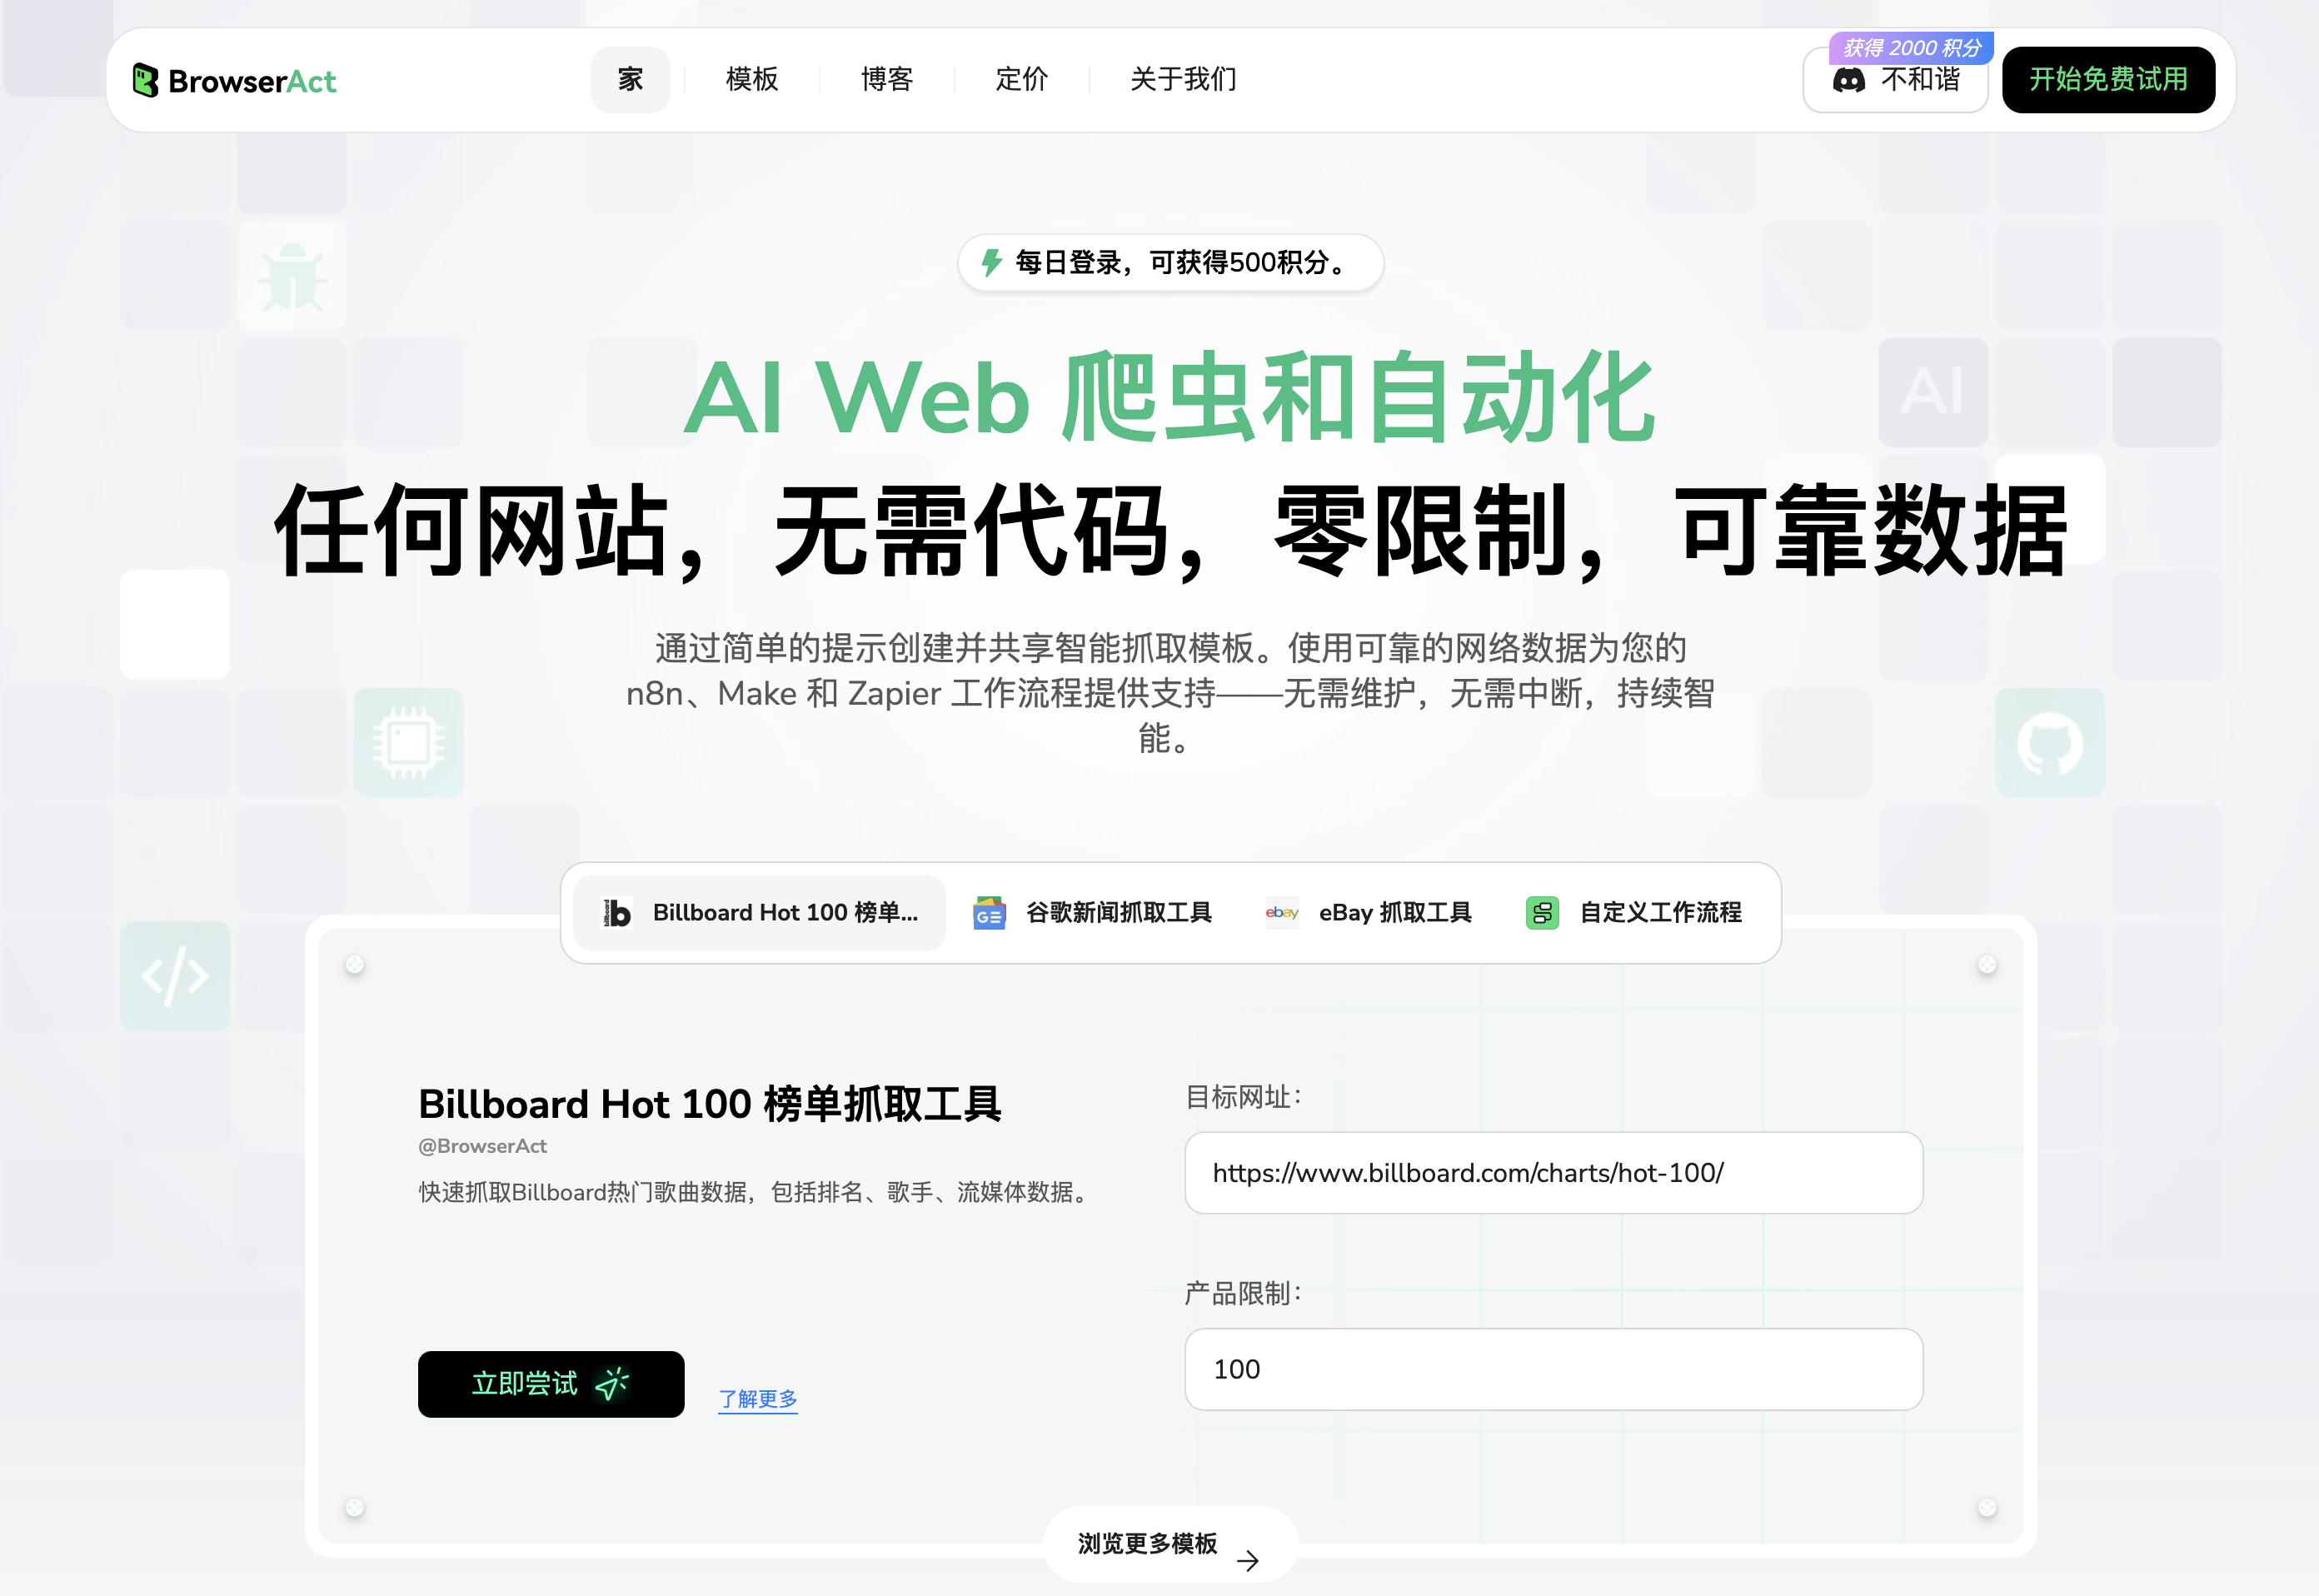 BrowserAct
家
模板
博客
定价
关于我们
获得 2000 积分
不和谐
开始免费试用
每日登录，可获得500积分。
AI Web 爬虫和自动化
任何网站，无需代码，零限制，可靠数据
通过简单的提示创建并共享智能抓取模板。使用可靠的网络数据为您的
n8n、Make 和 Zapier 工作流程提供支持——无需维护，无需中断，持续智
能。
AI
Billboard Hot 100 榜单...
谷歌新闻抓取工具
ebay
eBay 抓取工具
自定义工作流程
Billboard Hot 100 榜单抓取工具
@BrowserAct
快速抓取Billboard热门歌曲数据，包括排名、歌手、流媒体数据。
立即尝试
了解更多
目标网址：
https://www.billboard.com/charts/hot-100/
产品限制：
100
浏览更多模板